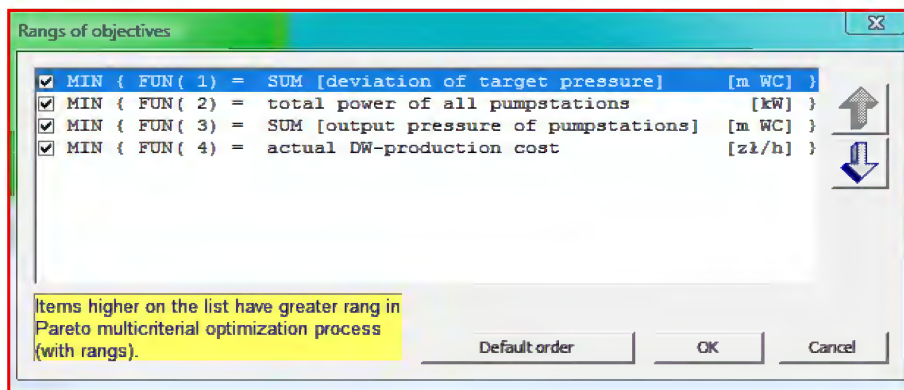 Rangs of objectives
MIN { FUN( 1) = SUM [deviation of target pressure] [m WC] }
MIN { FUN( 2) = total power of all pumpstations [kW] }
MIN { FUN( 3) = SUM [output pressure of pumpstations] [m WC] }
MIN { FUN( 4) = actual DW-production cost [zł/h] }
Items higher on the list have greater rang in
Pareto multicriterial optimization process
(with rangs).
Default order OK Cancel